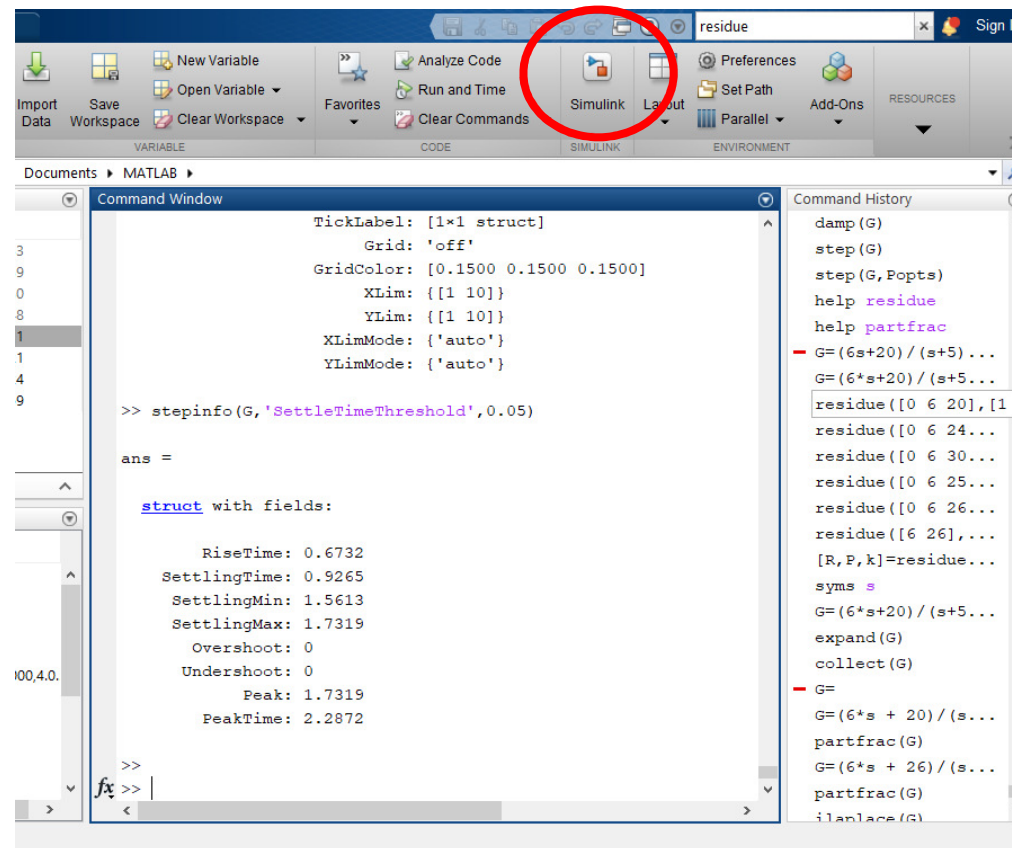 residue
Sign
Import Data
Save Workspace
New Variable
Open Variable
Clear Workspace
VARIABLE
Favorites
Analyze Code
Run and Time
Clear Commands
CODE
Simulink
SIMULINK
Layout
Preferences
Set Path
Parallel
ENVIRONMENT
Add-Ons
RESOURCES
Documents ▸ MATLAB ▸
3
9
0
8
1
1
4
9
000,4.0.
Command Window
TickLabel: [1×1 struct]
Grid: 'off'
GridColor: [0.1500 0.1500 0.1500]
XLim: {[1 10]}
YLim: {[1 10]}
XLimMode: {'auto'}
YLimMode: {'auto'}
>> stepinfo(G,'SettleTimeThreshold',0.05)
ans =
struct with fields:
RiseTime: 0.6732
SettlingTime: 0.9265
SettlingMin: 1.5613
SettlingMax: 1.7319
Overshoot: 0
Undershoot: 0
Peak: 1.7319
PeakTime: 2.2872
>>
fx >>
Command History
damp(G)
step(G)
step(G,Popts)
help residue
help partfrac
G=(6s+20)/(s+5)...
G=(6*s+20)/(s+5...
residue([0 6 20],[1
residue([0 6 24...
residue([0 6 30...
residue([0 6 25...
residue([0 6 26...
residue([6 26],...
[R,P,k]=residue...
syms s
G=(6*s+20)/(s+5...
expand(G)
collect(G)
G=
G=(6*s + 20)/(s...
partfrac(G)
G=(6*s + 26)/(s...
partfrac(G)
ilaplace(G)